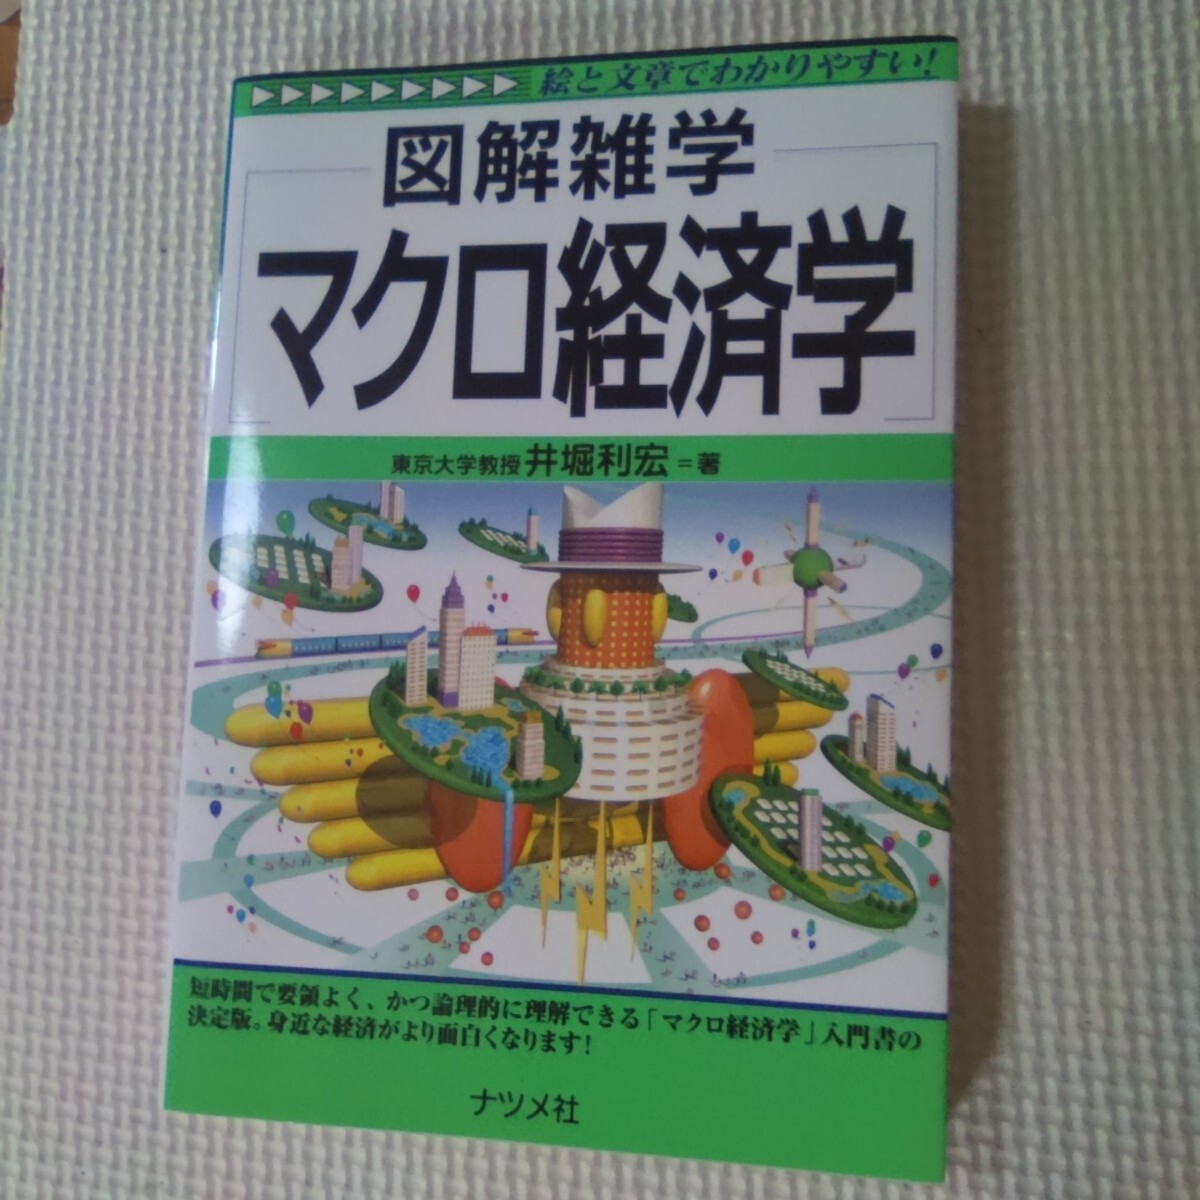 絵と文章でわかりやすい!
図解雑学
マクロ経済学
東京大学教授 井堀利宏=著
短時間で要領よく、かつ論理的に理解できる「マクロ経済学」入門書の
決定版。身近な経済がより面白くなります!
ナツメ社